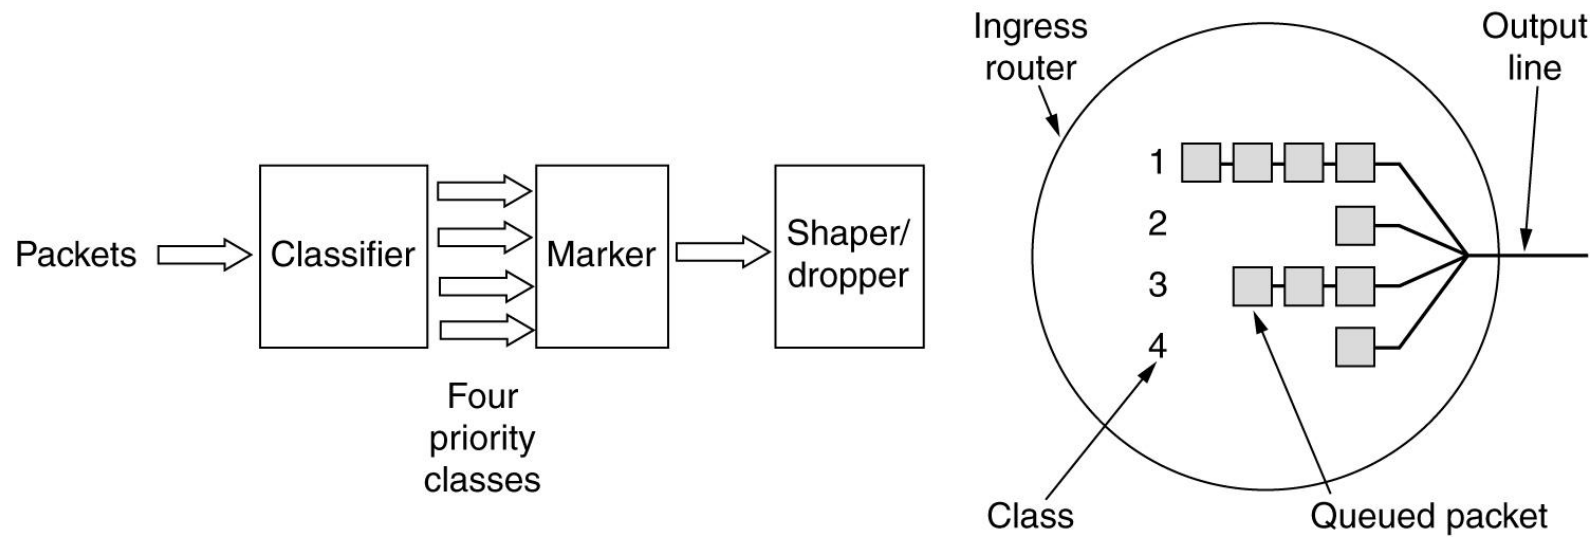 Packets
Classifier
Four
priority
classes
Marker
Shaper/
dropper
Ingress
router
Output
line
1
2
3
4
Class
Queued packet